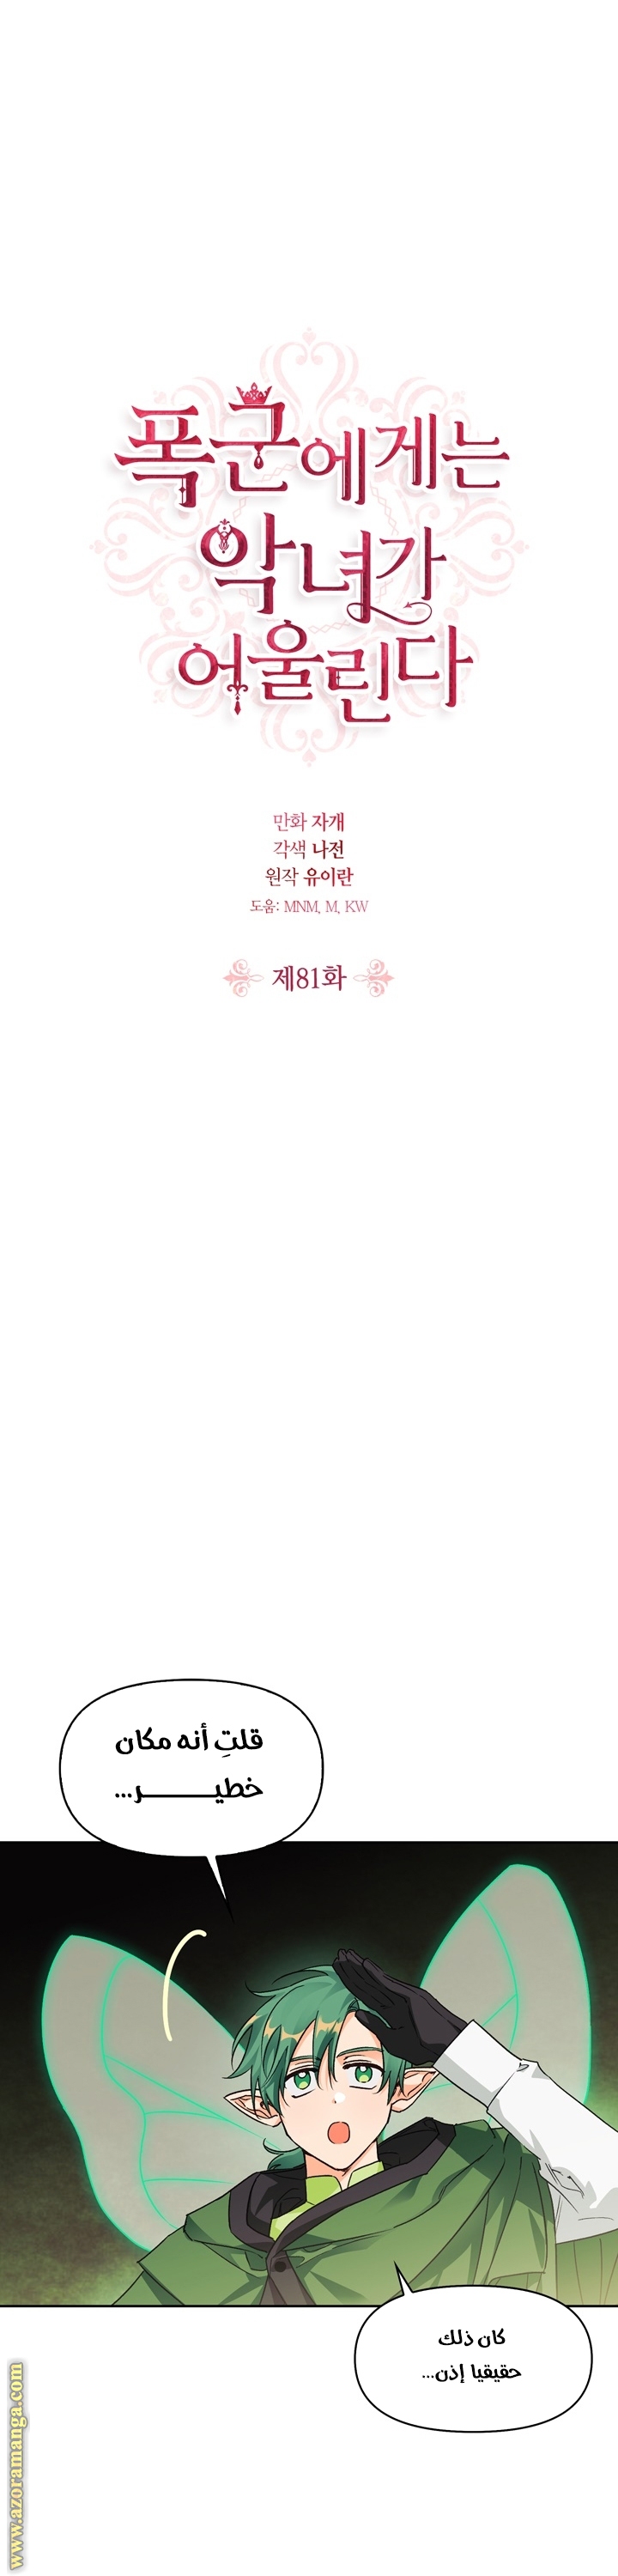 폭군에게는
악녀가
어울린다
만화 자개
각색 나전
원작 유이란
도움: MNM, M, KW
제81화
قلتِ أنه مكان
خطيـــــــر...
كان ذلك
حقيقيا إذن...
www.azoramanga.com